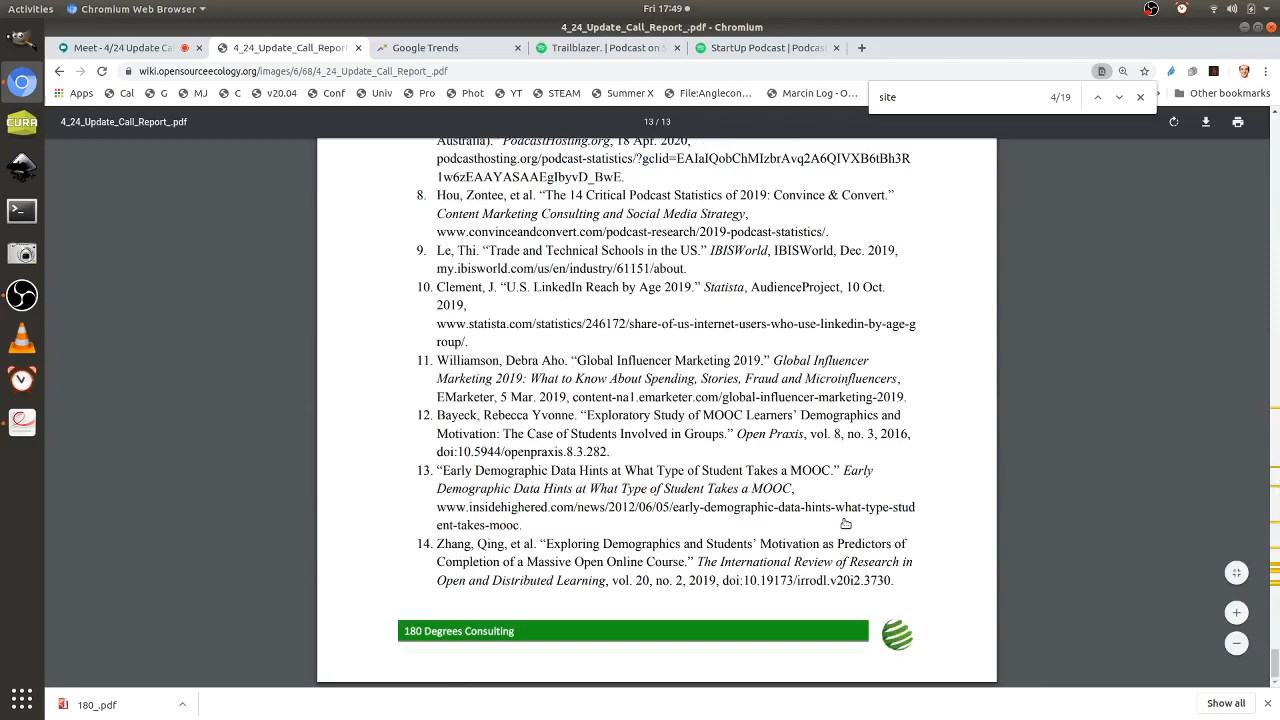 Activities
Chromium Web Browser
Fri 17:49
4_24_Update_Call_Report_.pdf - Chromium
Meet - 4/24 Update Ca
4_24_Update_Call_Report
Google Trends
Trailblazer. | Podcast on S
StartUp Podcast | Podcas
wiki.opensourceecology.org/images/6/68/4_24_Update_Call_Report_.pdf
Apps
Cal
G
MJ
C
v20.04
Conf
Univ
Pro
Phot
YT
STEAM
Summer X
File:Anglecon...
Marcin Log - O...
Other bookmarks
site
4/19
4_24_Update_Call_Report_.pdf
13 / 13
CURA
Australia). ” PodcastHosting.org, 18 Apr. 2020,
podcasthosting.org/podcast-statistics/?gclid=EAIaIQobChMIzbrAvq2A6QIVXB6tBh3R
1w6zEAAYASAAEgIbyvD_BwE.
8. Hou, Zontee, et al. “The 14 Critical Podcast Statistics of 2019: Convince & Convert.”
Content Marketing Consulting and Social Media Strategy,
www.convinceandconvert.com/podcast-research/2019-podcast-statistics/.
9. Le, Thi. “Trade and Technical Schools in the US.” IBISWorld, IBISWorld, Dec. 2019,
my.ibisworld.com/us/en/industry/61151/about.
10. Clement, J. “U.S. LinkedIn Reach by Age 2019.” Statista, AudienceProject, 10 Oct.
2019,
www.statista.com/statistics/246172/share-of-us-internet-users-who-use-linkedin-by-age-g
roup/.
11. Williamson, Debra Aho. “Global Influencer Marketing 2019.” Global Influencer
Marketing 2019: What to Know About Spending, Stories, Fraud and Microinfluencers,
EMarketer, 5 Mar. 2019, content-na1.emarketer.com/global-influencer-marketing-2019.
12. Bayeck, Rebecca Yvonne. “Exploratory Study of MOOC Learners’ Demographics and
Motivation: The Case of Students Involved in Groups.” Open Praxis, vol. 8, no. 3, 2016,
doi:10.5944/openpraxis.8.3.282.
13. “Early Demographic Data Hints at What Type of Student Takes a MOOC.” Early
Demographic Data Hints at What Type of Student Takes a MOOC,
www.insidehighered.com/news/2012/06/05/early-demographic-data-hints-what-type-stud
ent-takes-mooc.
14. Zhang, Qing, et al. “Exploring Demographics and Students’ Motivation as Predictors of
Completion of a Massive Open Online Course.” The International Review of Research in
Open and Distributed Learning, vol. 20, no. 2, 2019, doi:10.19173/irrodl.v20i2.3730.
180 Degrees Consulting
180_.pdf
Show all